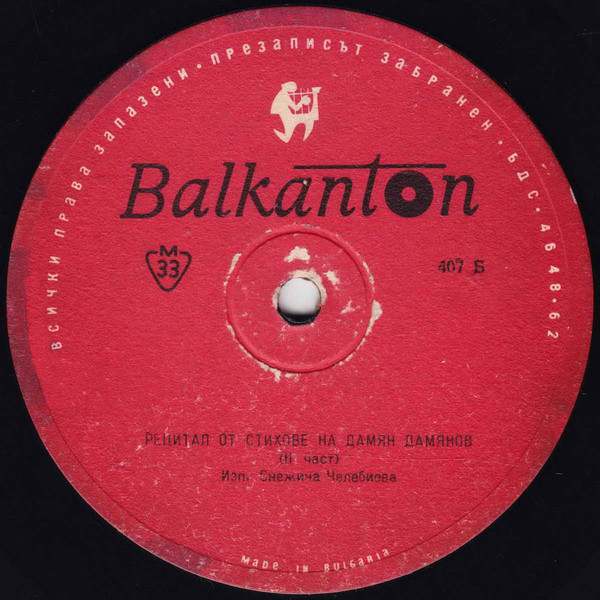 ВСИЧКИ ПРАВА ЗАПАЗЕНИ • ПРЕЗАПИСЪТ ЗАБРАНЕН • БДС • 4648-62
Balkanton
М
33
407 Б
РЕЦИТАЛ ОТ СТИХОВЕ НА ДАМЯН ДАМЯНОВ
(II част)
Изп. Снежина Челебиева
MADE IN BULGARIA